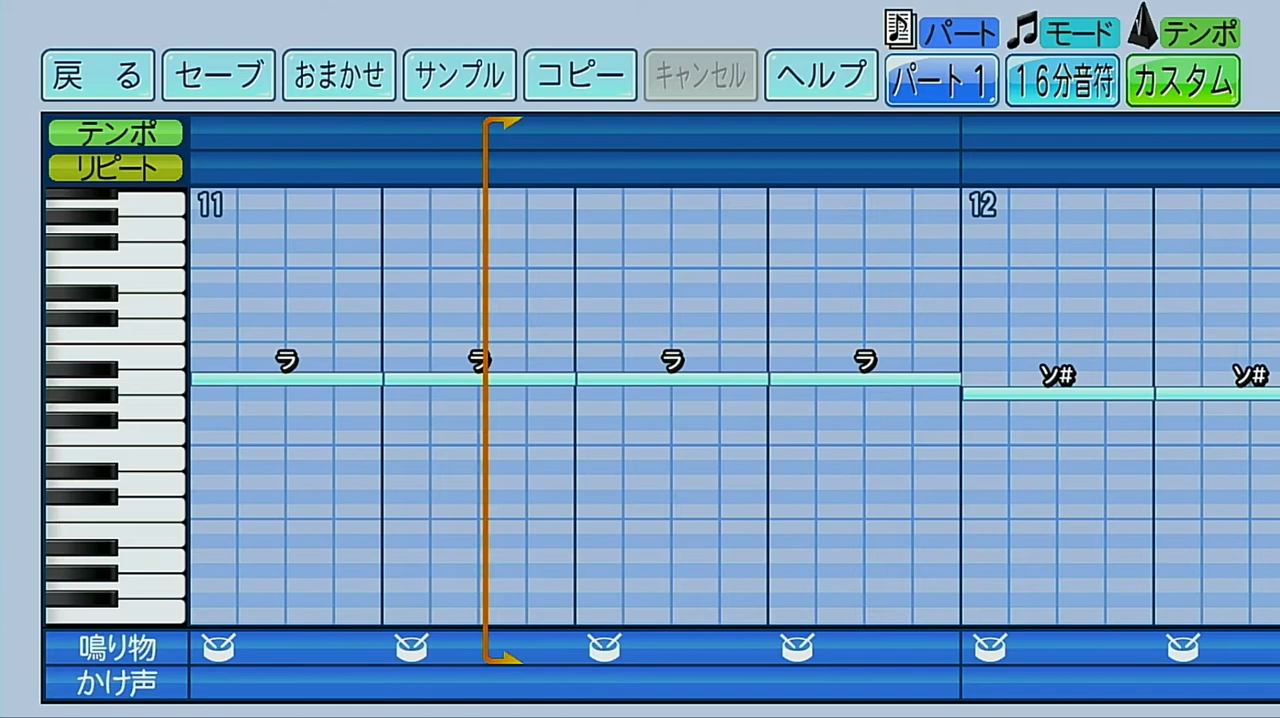 パート モード テンポ
戻る セーブ おまかせ サンプル コピー キャンセル ヘルプ パート1 16分音符 カスタム
テンポ
リピート
11 12
ラ ラ ラ ラ ソ# ソ#
鳴り物
かけ声